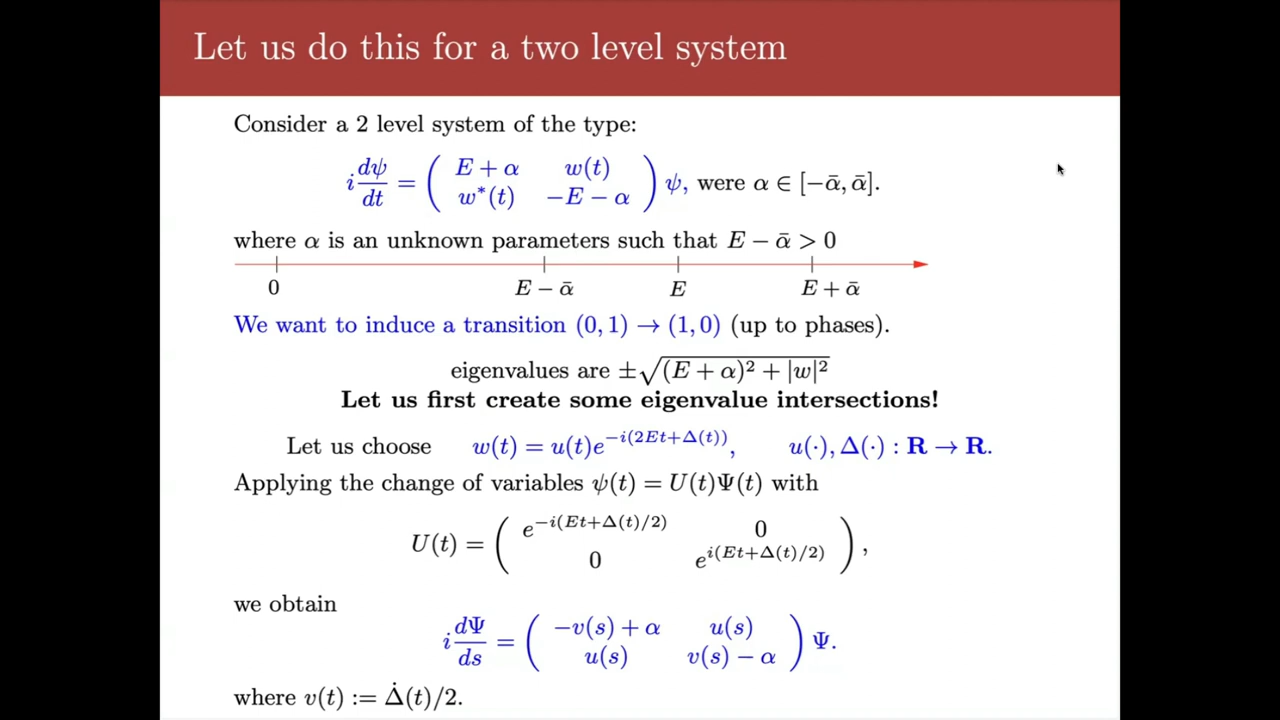 Let us do this for a two level system
Consider a 2 level system of the type:
i dψ/dt = ( E + α   w(t) ; w*(t)   −E − α ) ψ, were α ∈ [−ᾱ, ᾱ].
where α is an unknown parameters such that E − ᾱ > 0
0   E − ᾱ   E   E + ᾱ
We want to induce a transition (0, 1) → (1, 0) (up to phases).
eigenvalues are ±√((E + α)² + |w|²)
Let us first create some eigenvalue intersections!
Let us choose   w(t) = u(t)e^{−i(2Et+Δ(t))},   u(·), Δ(·) : R → R.
Applying the change of variables ψ(t) = U(t)Ψ(t) with
U(t) = ( e^{−i(Et+Δ(t)/2)}   0 ; 0   e^{i(Et+Δ(t)/2)} ),
we obtain
i dΨ/ds = ( −v(s) + α   u(s) ; u(s)   v(s) − α ) Ψ.
where v(t) := Δ̇(t)/2.